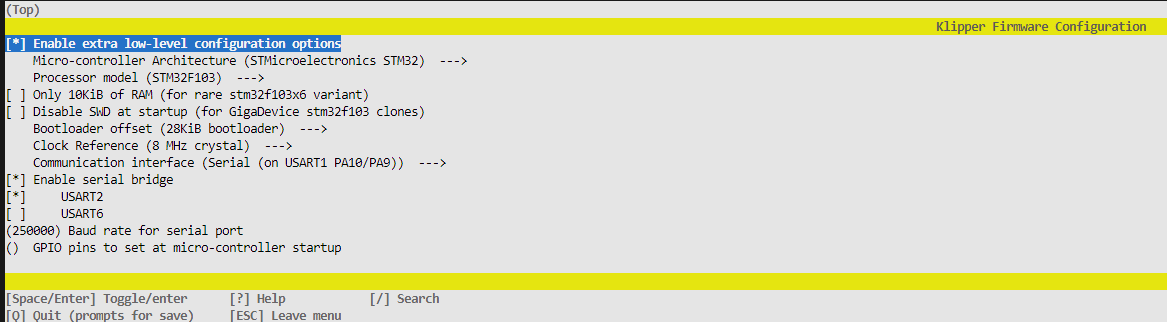 (Top)
Klipper Firmware Configuration
[*] Enable extra low-level configuration options
Micro-controller Architecture (STMicroelectronics STM32)  --->
Processor model (STM32F103)  --->
[ ] Only 10KiB of RAM (for rare stm32f103x6 variant)
[ ] Disable SWD at startup (for GigaDevice stm32f103 clones)
Bootloader offset (28KiB bootloader)  --->
Clock Reference (8 MHz crystal)  --->
Communication interface (Serial (on USART1 PA10/PA9))  --->
[*] Enable serial bridge
[*]     USART2
[ ]     USART6
(250000) Baud rate for serial port
()  GPIO pins to set at micro-controller startup
[Space/Enter] Toggle/enter     [?] Help          [/] Search
[Q] Quit (prompts for save)     [ESC] Leave menu